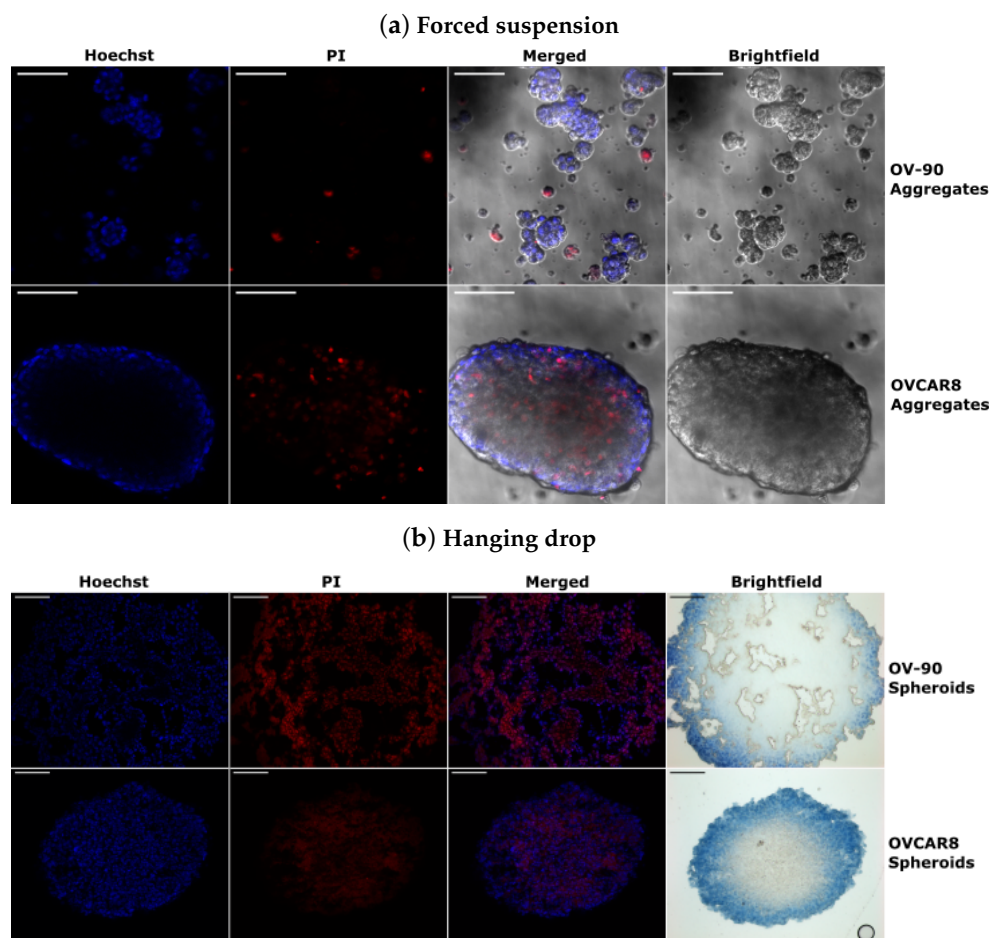 (a) Forced suspension
Hoechst PI Merged Brightfield
OV-90
Aggregates
OVCAR8
Aggregates
(b) Hanging drop
Hoechst PI Merged Brightfield
OV-90
Spheroids
OVCAR8
Spheroids